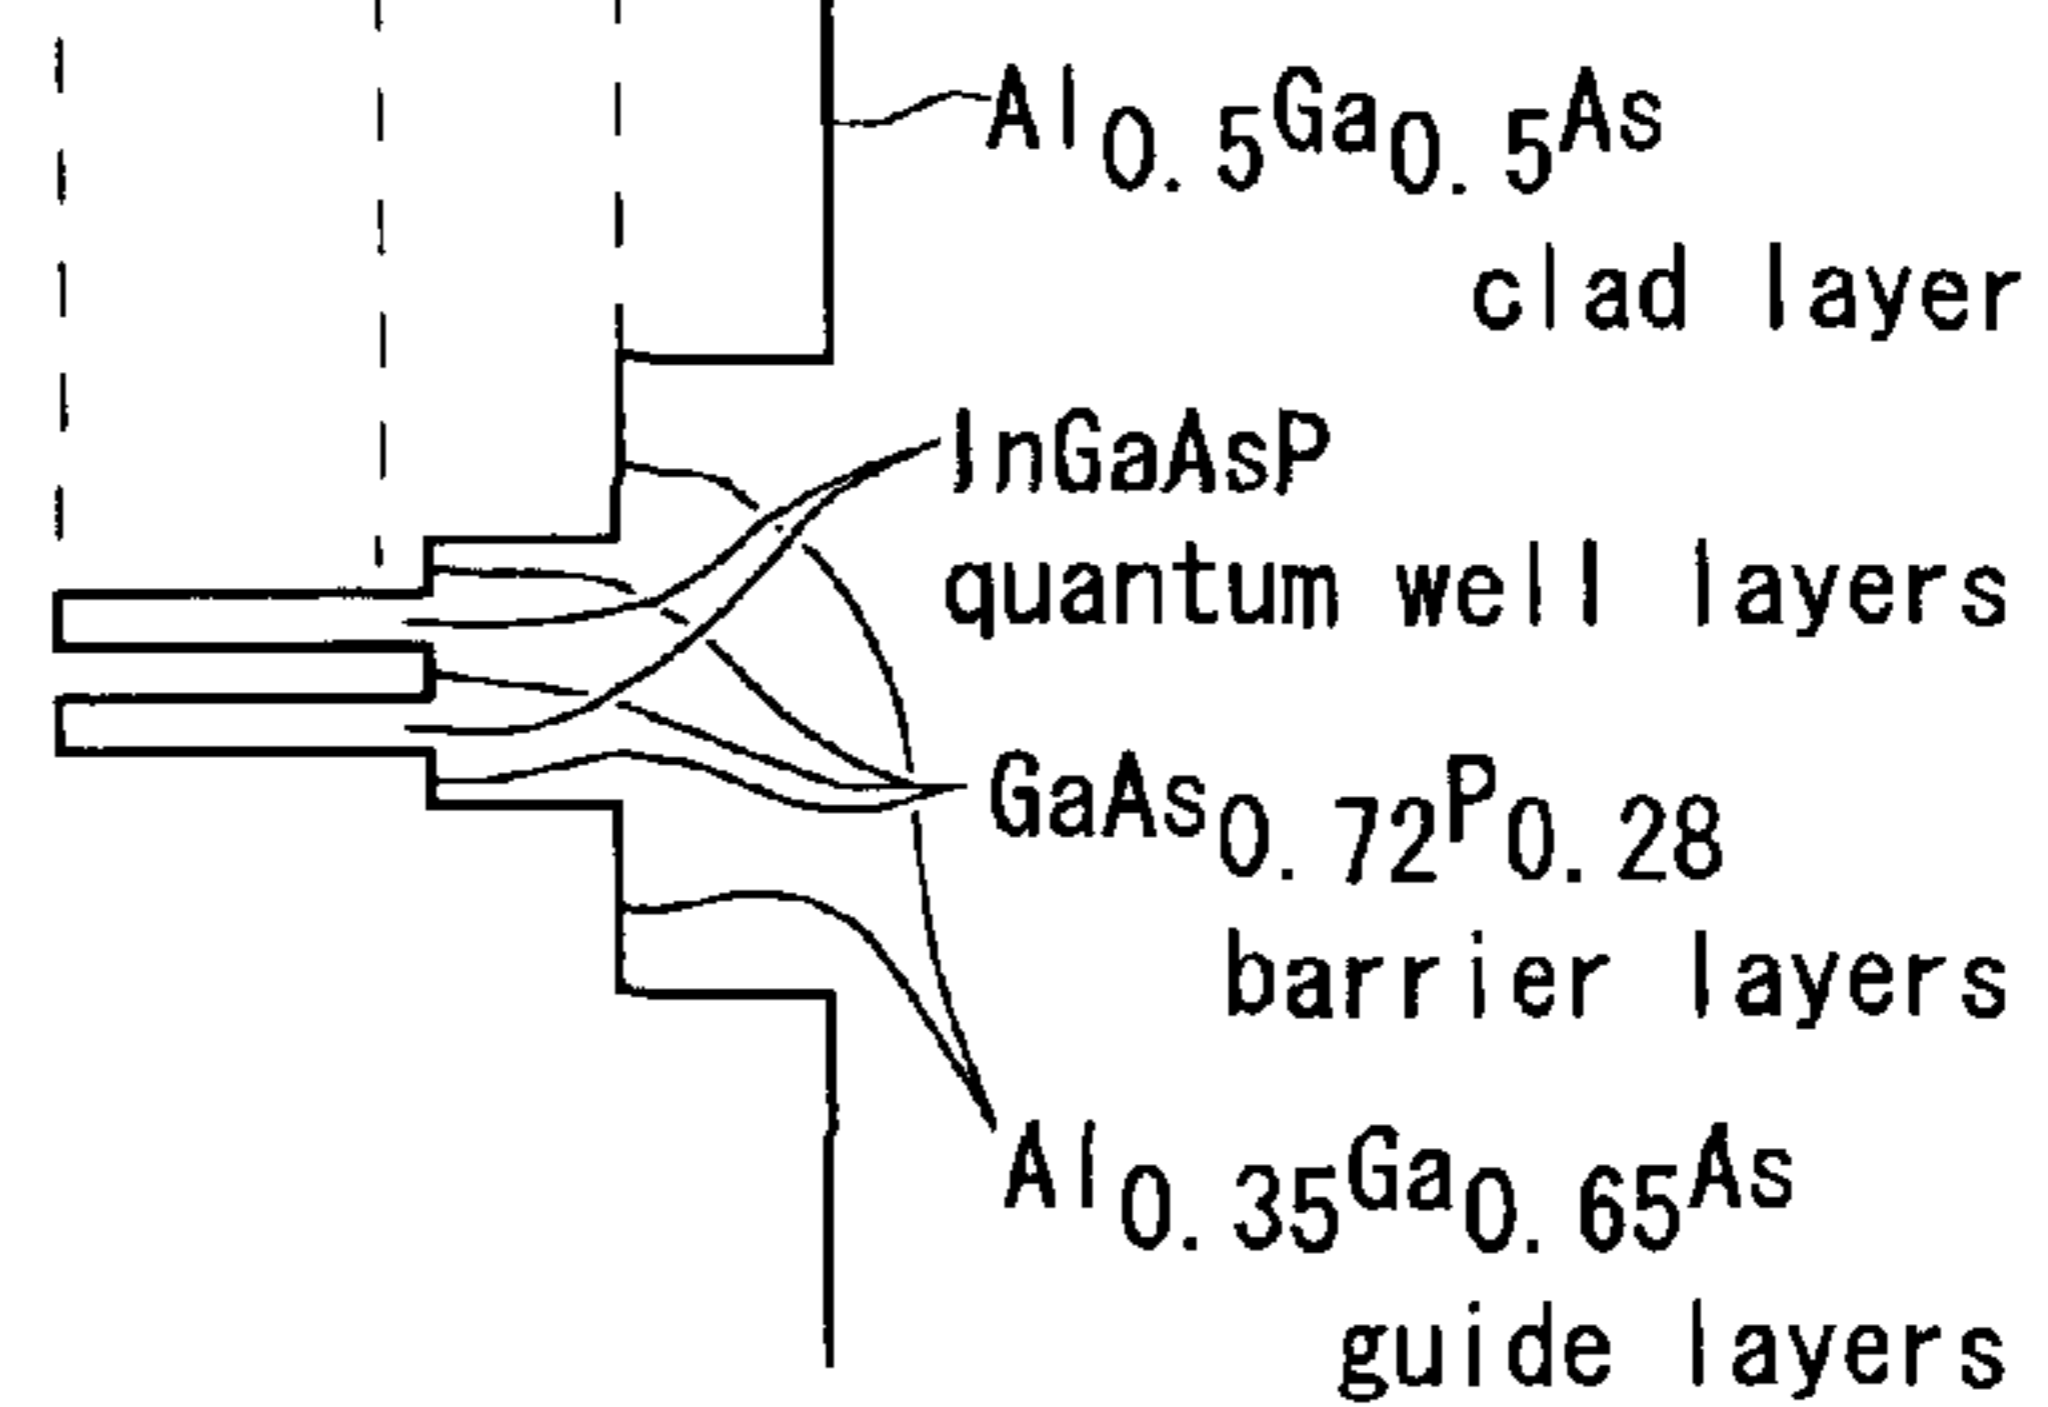 Al0.5Ga0.5As
clad layer
InGaAsP
quantum well layers
GaAs0.72P0.28
barrier layers
Al0.35Ga0.65As
guide layers